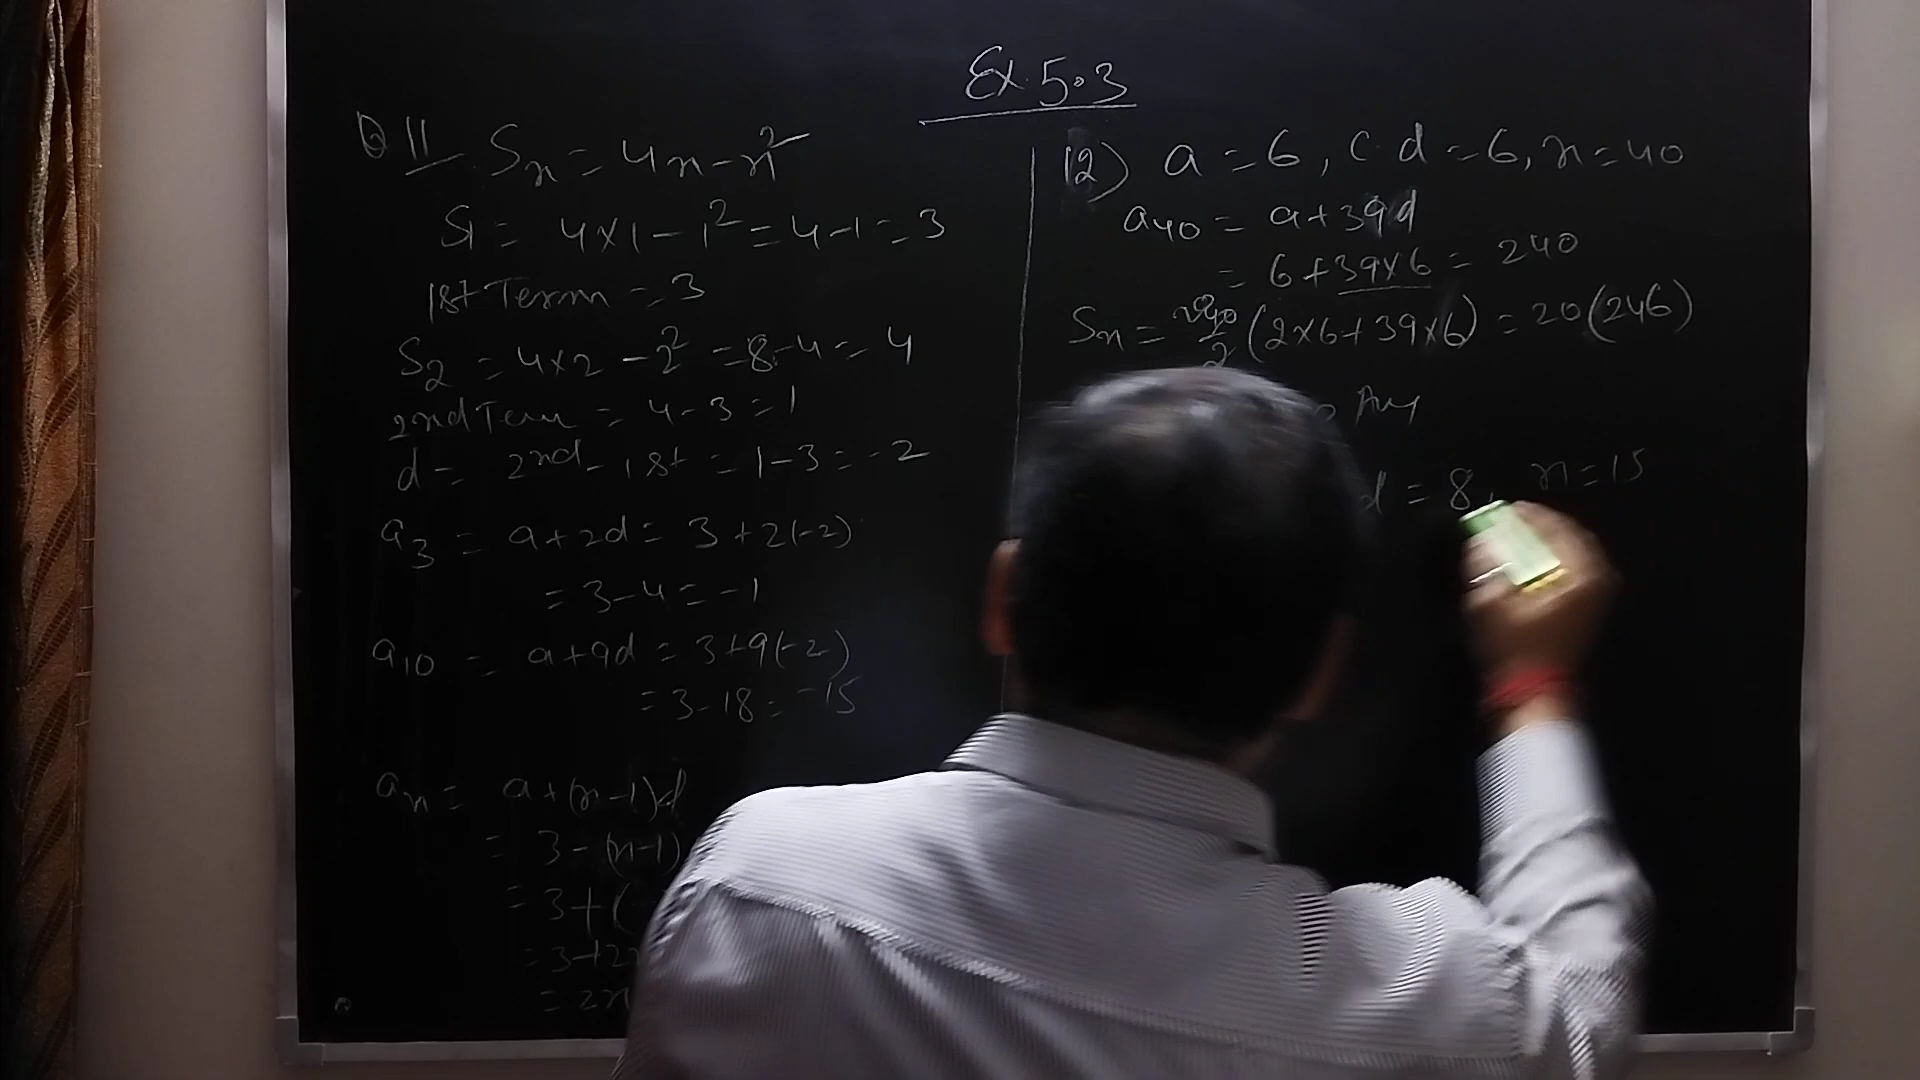 Ex. 5.3
Q 11 Sn = 4n - n²
S1 = 4×1 - 1² = 4-1 = 3
1st Term = 3
S2 = 4×2 - 2² = 8-4 = 4
2nd Term = 4-3 = 1
d = 2nd - 1st = 1-3 = -2
a3 = a+2d = 3+2(-2)
= 3-4 = -1
a10 = a+9d = 3+9(-2)
= 3-18 = -15
an = a+(n-1)d
= 3-(n-1)
= 3+(
= 3+2
= 2n
12) a = 6, c.d = 6, n = 40
a40 = a+39d
= 6+39×6 = 240
Sn = 40/2 (2×6+39×6) = 20(246)
Ans
d = 8, n = 15